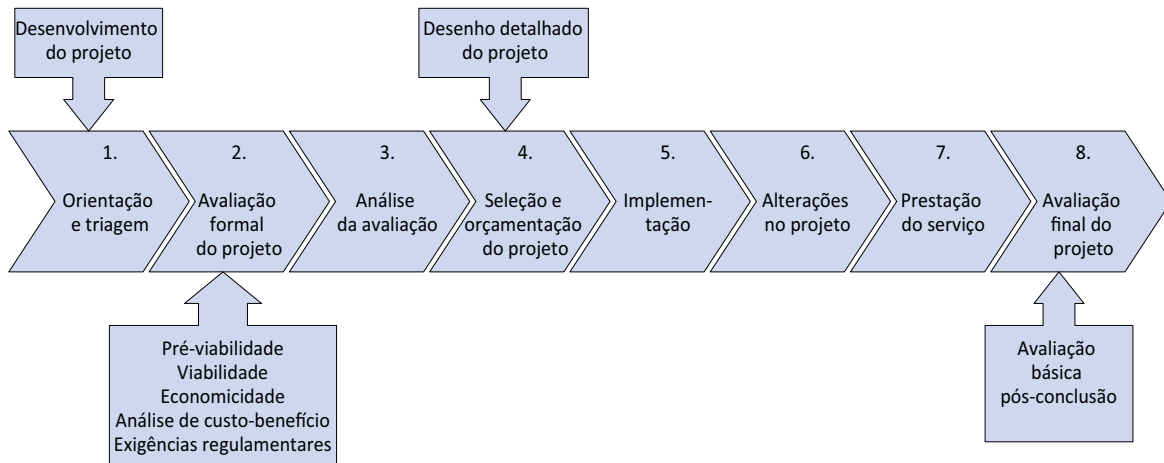 Desenvolvimento
do projeto
Desenho detalhado
do projeto
1.
Orientação
e triagem
2.
Avaliação
formal
do projeto
3.
Análise
da avaliação
4.
Seleção e
orçamentação
do projeto
5.
Implemen-
tação
6.
Alterações
no projeto
7.
Prestação
do serviço
8.
Avaliação
final do
projeto
Pré-viabilidade
Viabilidade
Economicidade
Análise de custo-benefício
Exigências regulamentares
Avaliação
básica
pós-conclusão